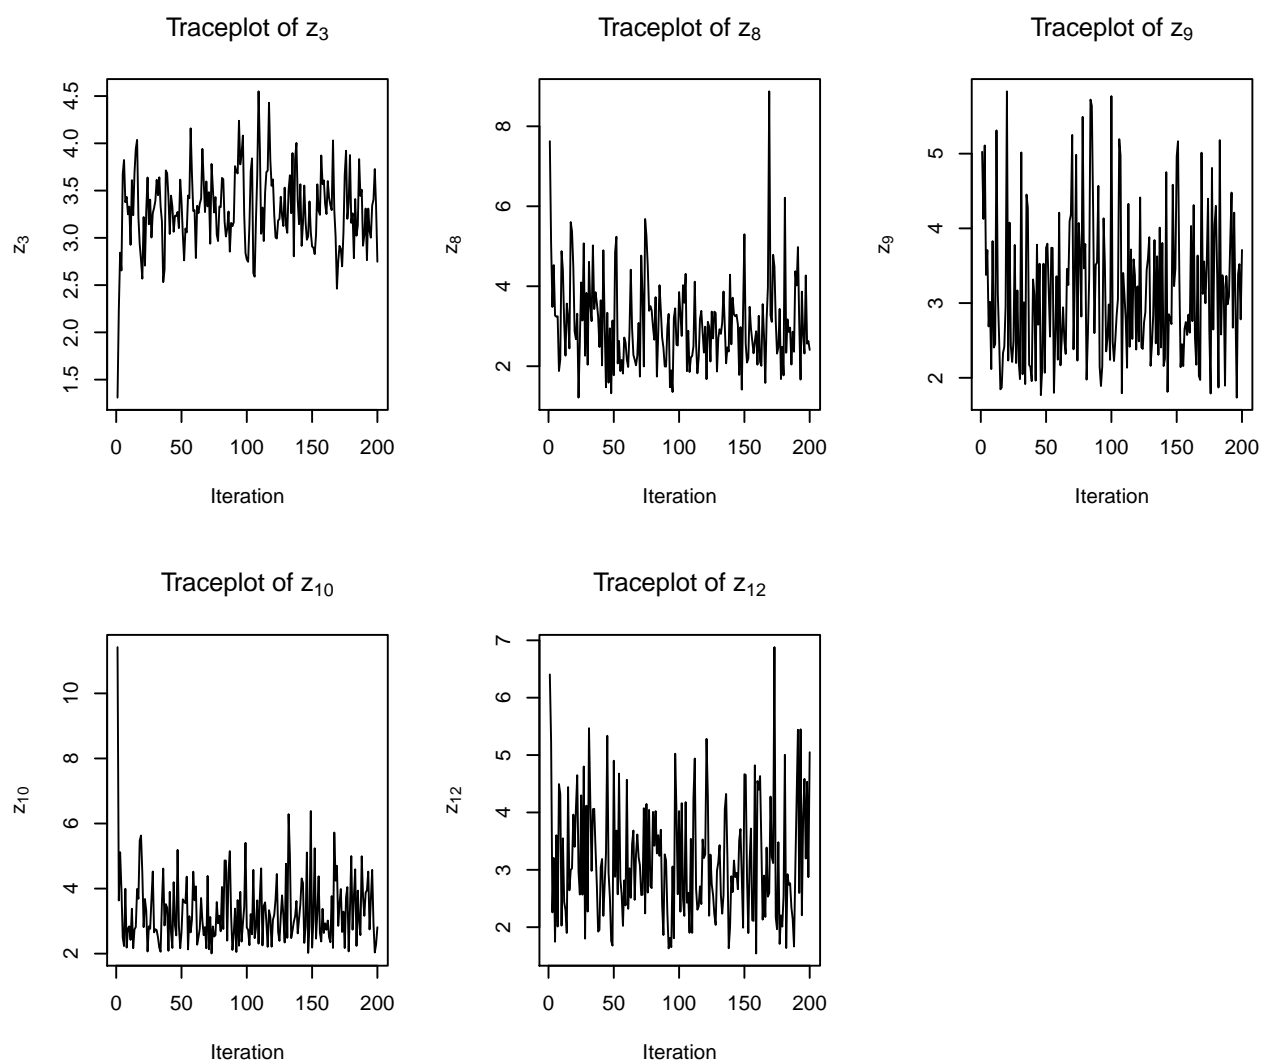 Traceplot of z₃
Traceplot of z₈
Traceplot of z₉
z₃
1.5 2.0 2.5 3.0 3.5 4.0 4.5
0 50 100 150 200
Iteration
z₈
2 4 6 8
0 50 100 150 200
Iteration
z₉
2 3 4 5
0 50 100 150 200
Iteration
Traceplot of z₁₀
Traceplot of z₁₂
z₁₀
2 4 6 8 10
0 50 100 150 200
Iteration
z₁₂
2 3 4 5 6 7
0 50 100 150 200
Iteration